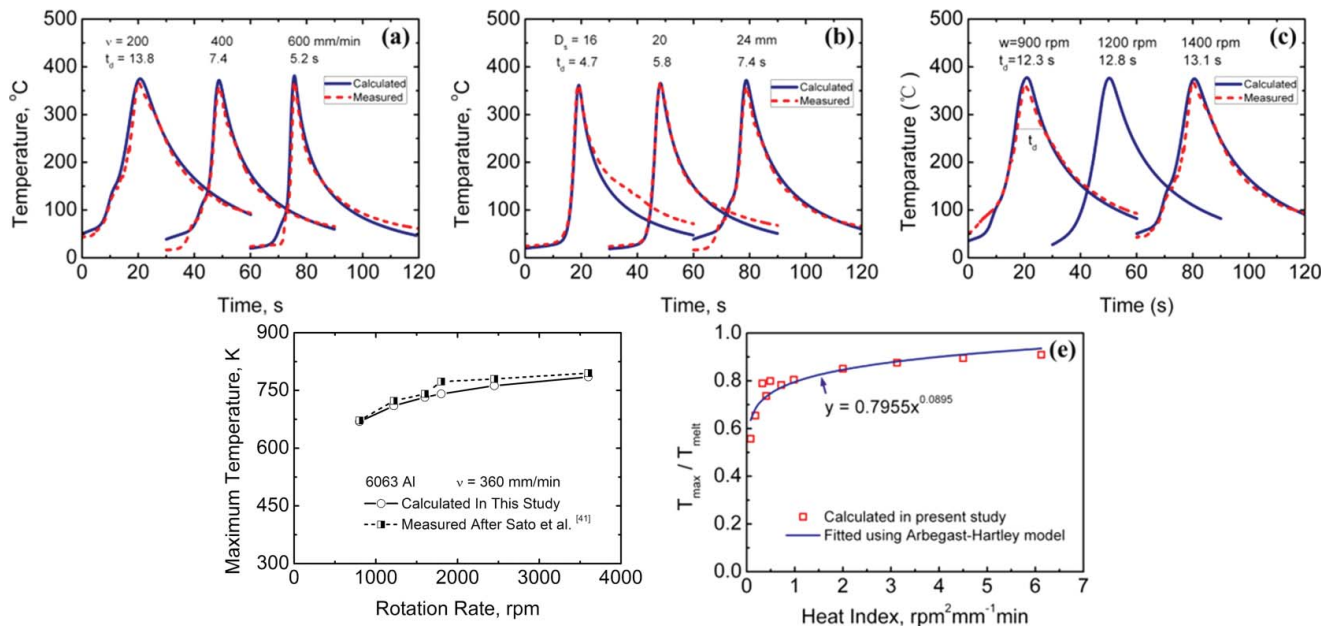 (a)
ν = 200 400 600 mm/min
t_d = 13.8 7.4 5.2 s
Calculated
Measured
Temperature, °C
500
400
300
200
100
0
0 20 40 60 80 100 120
Time, s
(b)
D_s = 16 20 24 mm
t_d = 4.7 5.8 7.4 s
Calculated
Measured
Temperature, °C
500
400
300
200
100
0
0 20 40 60 80 100 120
Time, s
(c)
w=900 rpm 1200 rpm 1400 rpm
t_d=12.3 s 12.8 s 13.1 s
Calculated
Measured
t_d
Temparature (℃)
500
400
300
200
100
0
0 20 40 60 80 100 120
Time (s)
Maximum Temperature, K
900
750
600
450
300
6063 Al ν = 360 mm/min
Calculated In This Study
Measured After Sato et al. [41]
0 1000 2000 3000 4000
Rotation Rate, rpm
(e)
T_max / T_melt
1.0
0.8
0.6
0.4
0.2
0.0
y = 0.7955x^0.0895
Calculated in present study
Fitted using Arbegast-Hartley model
0 1 2 3 4 5 6 7
Heat Index, rpm²mm⁻¹min